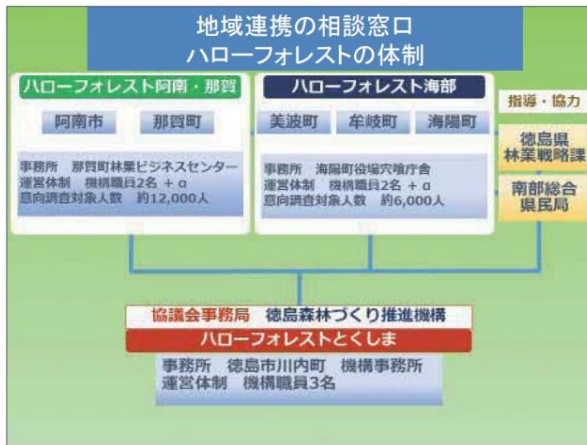 地域連携の相談窓口
ハローフォレストの体制
ハローフォレスト阿南・那賀
阿南市 那賀町
事務所 那賀町林業ビジネスセンター
運営体制 機構職員2名 + α
意向調査対象人数 約12,000人
ハローフォレスト海部
美波町 牟岐町 海陽町
事務所 海陽町役場宍喰庁舎
運営体制 機構職員2名 + α
意向調査対象人数 約6,000人
指導・協力
徳島県
林業戦略課
南部総合
県民局
協議会事務局 徳島森林づくり推進機構
ハローフォレストとくしま
事務所 徳島市川内町 機構事務所
運営体制 機構職員3名